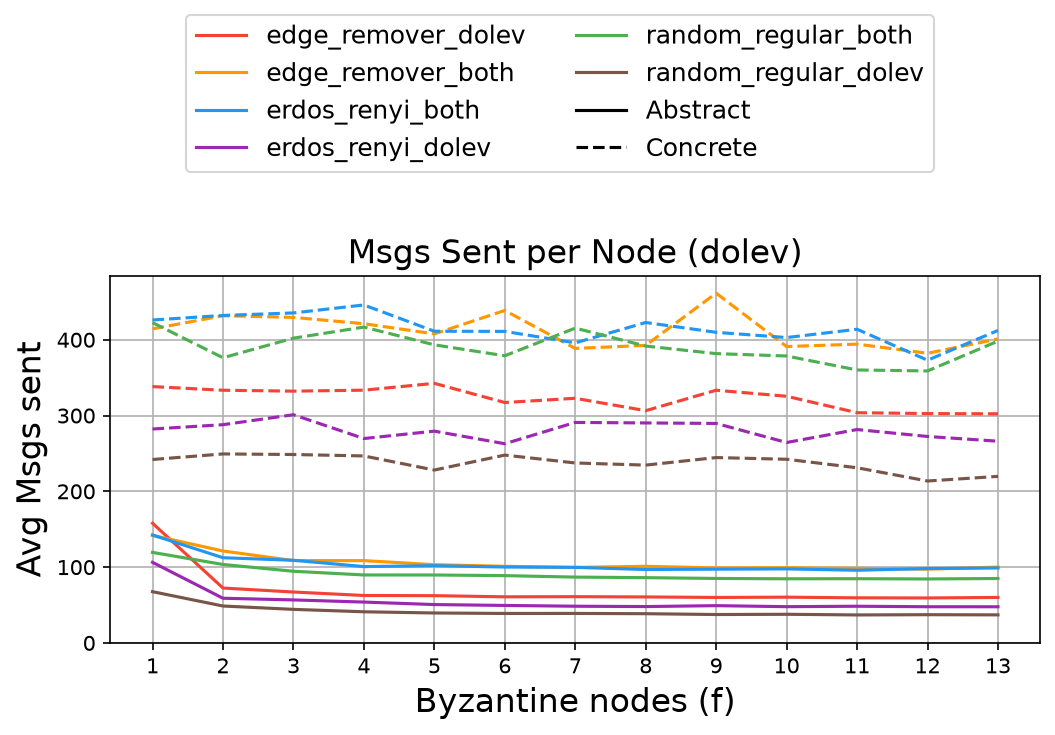 edge_remover_dolev
edge_remover_both
erdos_renyi_both
erdos_renyi_dolev
random_regular_both
random_regular_dolev
Abstract
Concrete
Msgs Sent per Node (dolev)
Avg Msgs sent
400
300
200
100
0
1 2 3 4 5 6 7 8 9 10 11 12 13
Byzantine nodes (f)